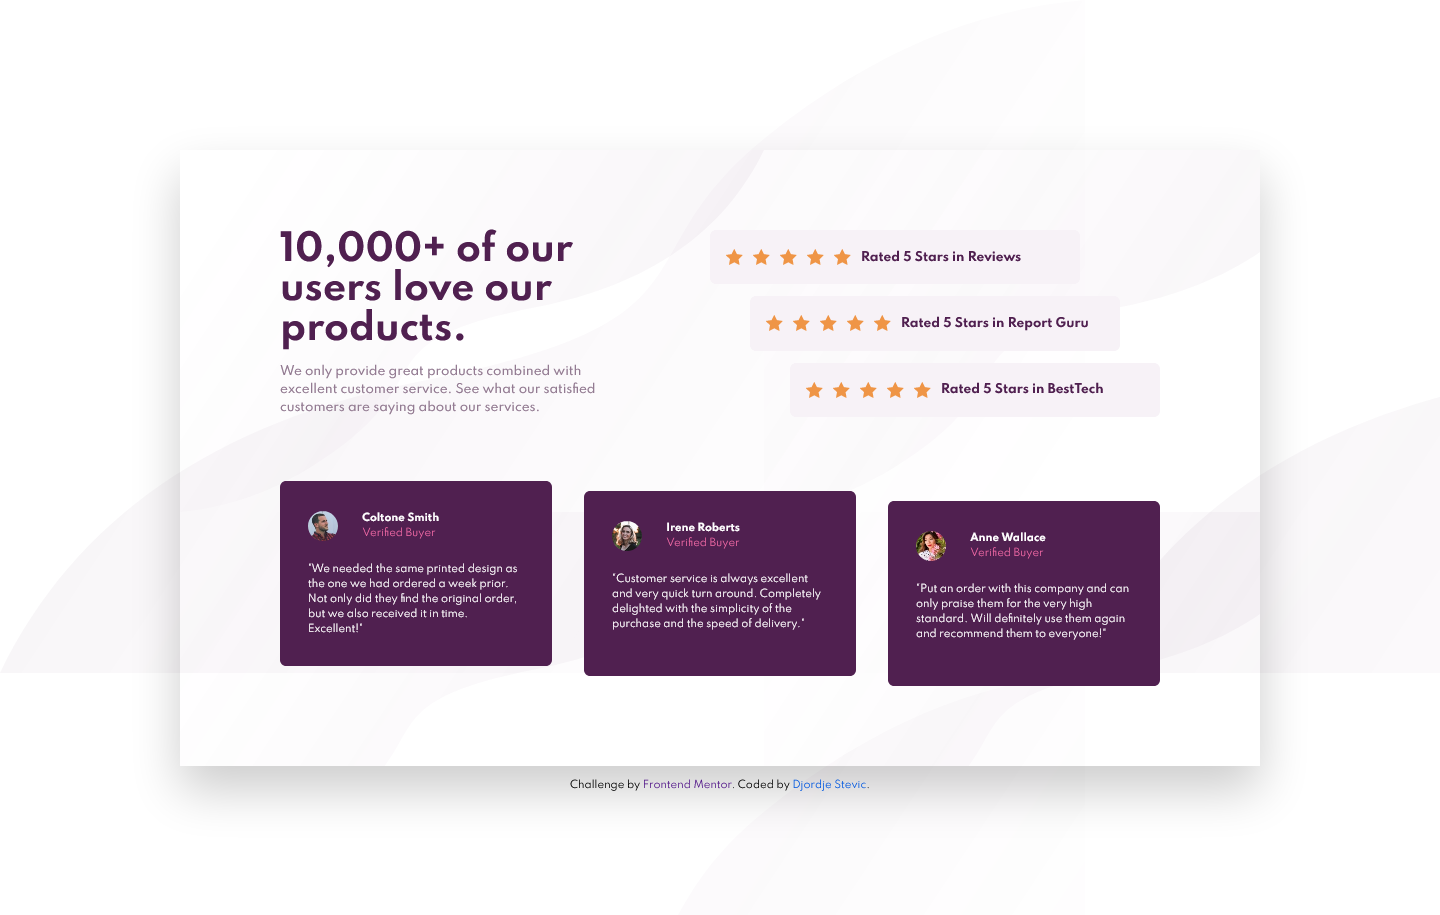 10,000+ of our
users love our
products.
We only provide great products combined with
excellent customer service. See what our satisfied
customers are saying about our services.
Rated 5 Stars in Reviews
Rated 5 Stars in Report Guru
Rated 5 Stars in BestTech
Coltone Smith
Verified Buyer
"We needed the same printed design as
the one we had ordered a week prior.
Not only did they find the original order,
but we also received it in time.
Excellent!"
Irene Roberts
Verified Buyer
"Customer service is always excellent
and very quick turn around. Completely
delighted with the simplicity of the
purchase and the speed of delivery."
Anne Wallace
Verified Buyer
"Put an order with this company and can
only praise them for the very high
standard. Will definitely use them again
and recommend them to everyone!"
Challenge by Frontend Mentor. Coded by Djordje Stevic.